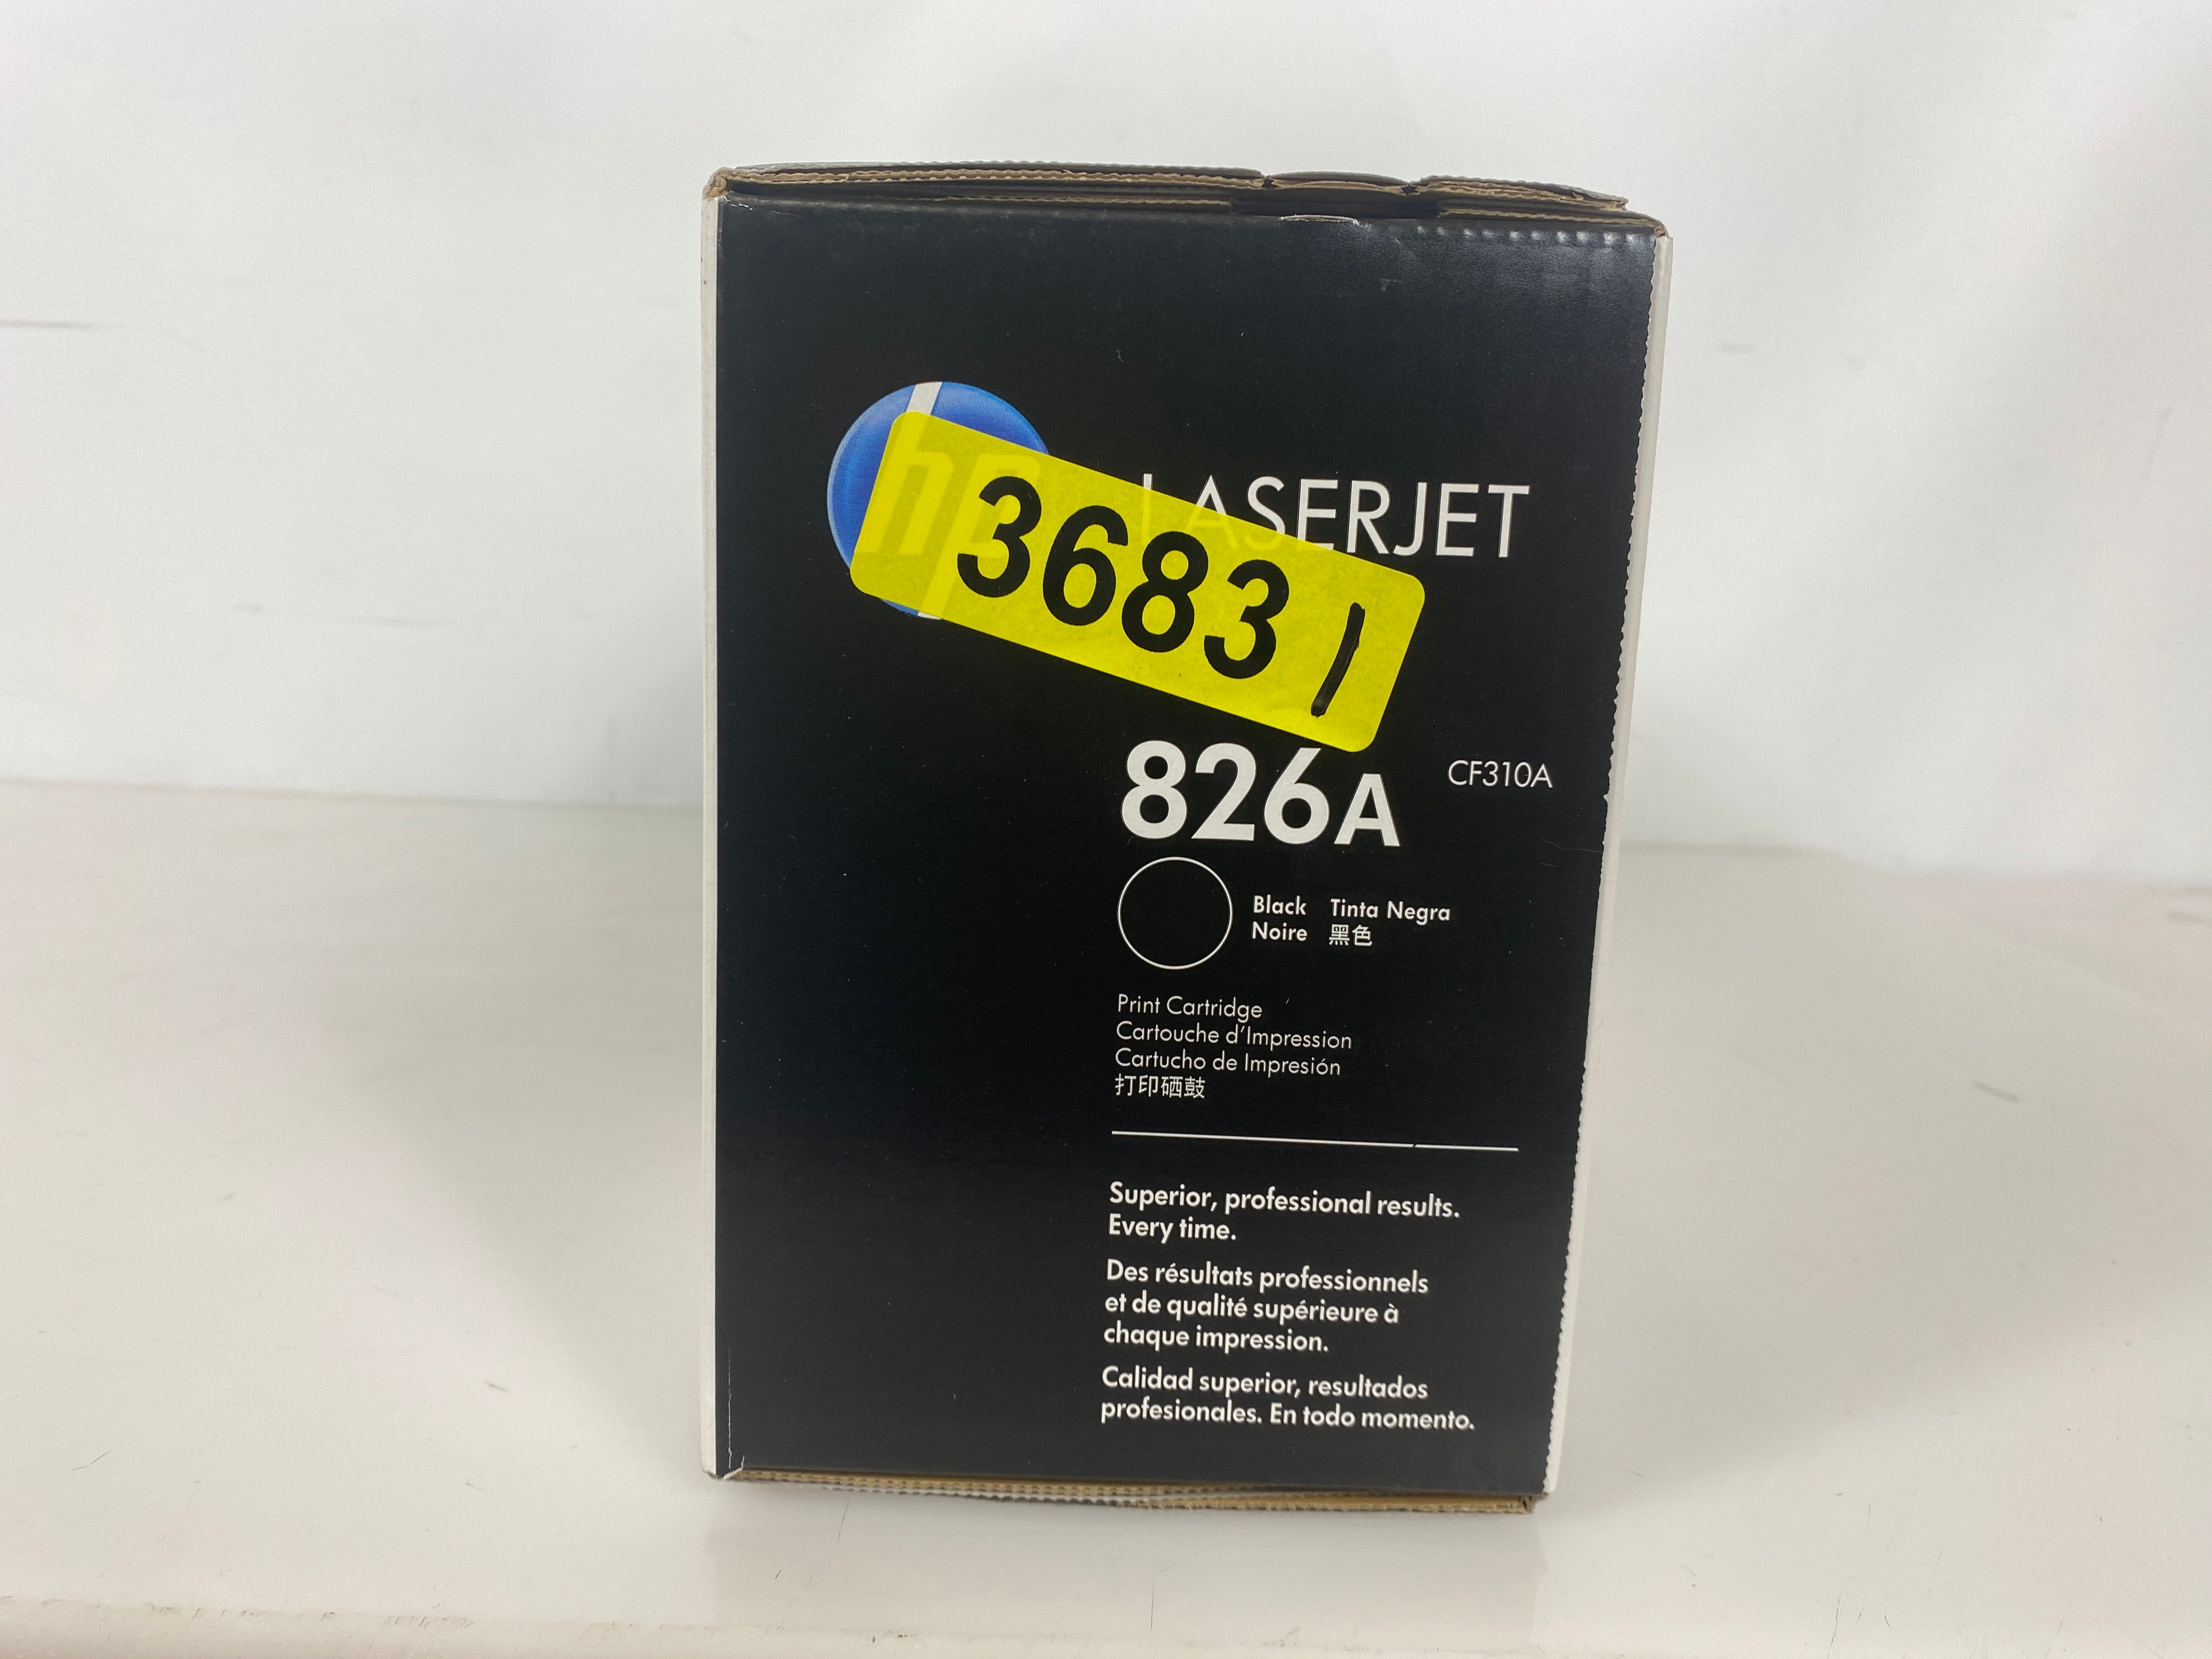 hp
LASERJET
36831
826A
CF310A
Black Tinta Negra
Noire 黑色
Print Cartridge
Cartouche d'Impression
Cartucho de Impresión
打印硒鼓
Superior, professional results.
Every time.
Des résultats professionnels
et de qualité supérieure à
chaque impression.
Calidad superior, resultados
profesionales. En todo momento.